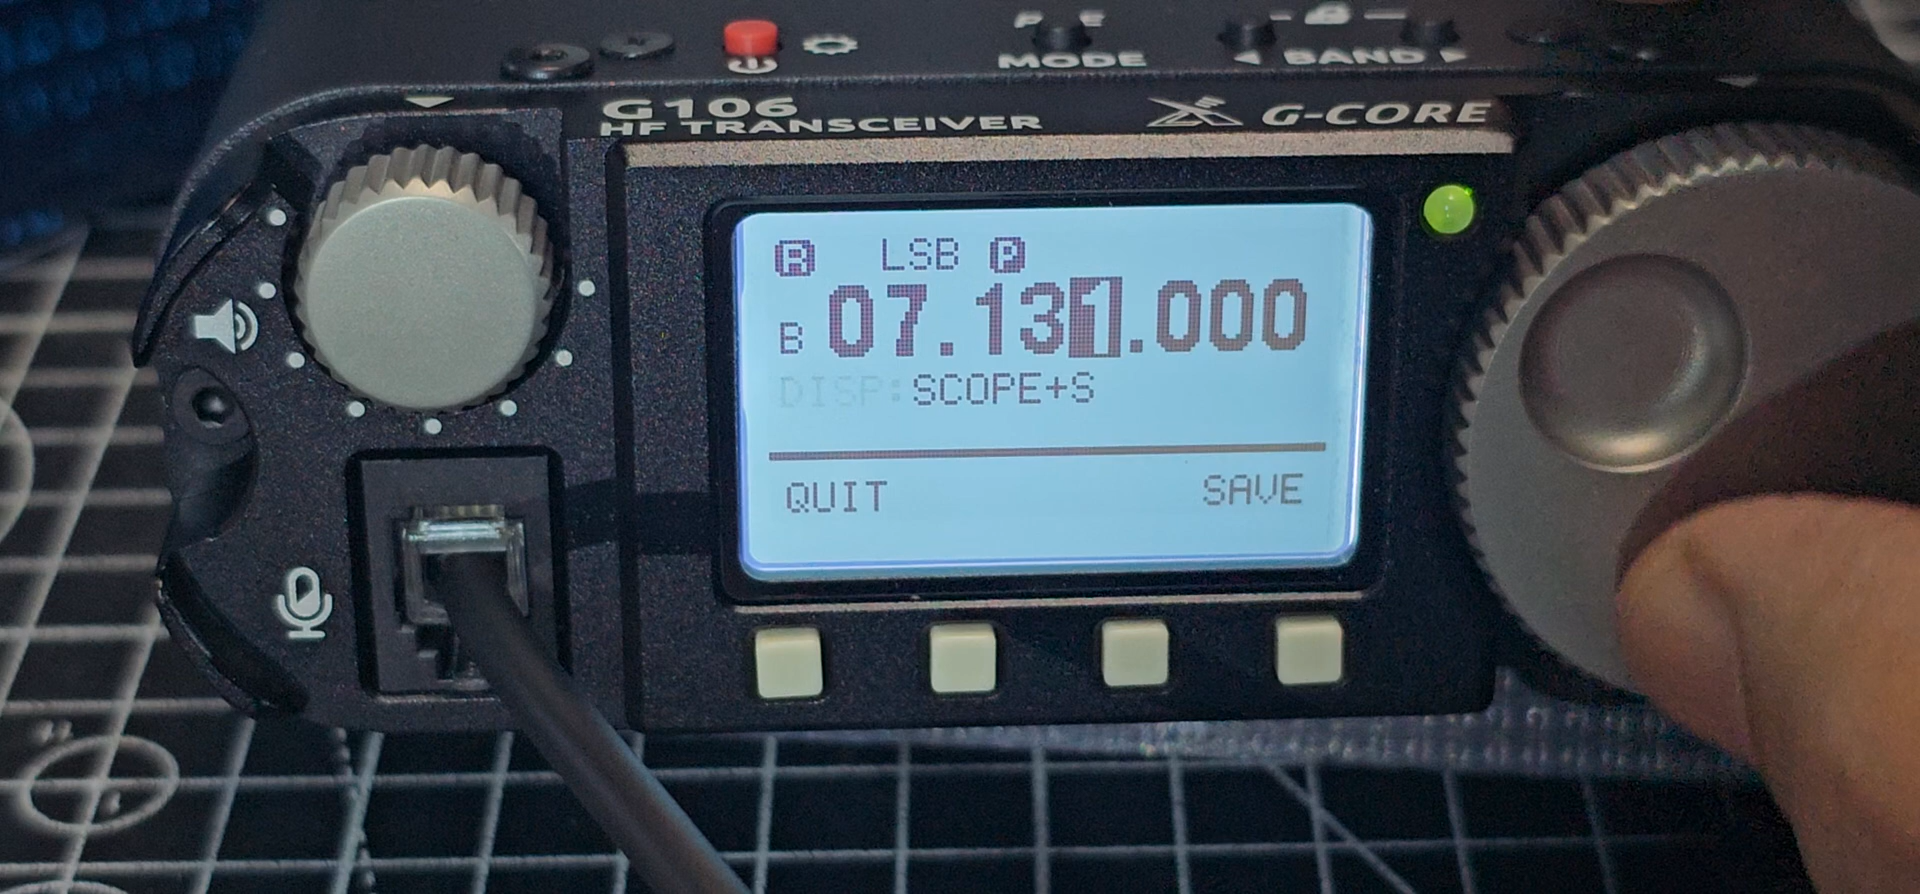 MODE
BAND
G106
HF TRANSCEIVER
G-CORE
R LSB P
B 07.131.000
DISP:SCOPE+S
QUIT SAVE